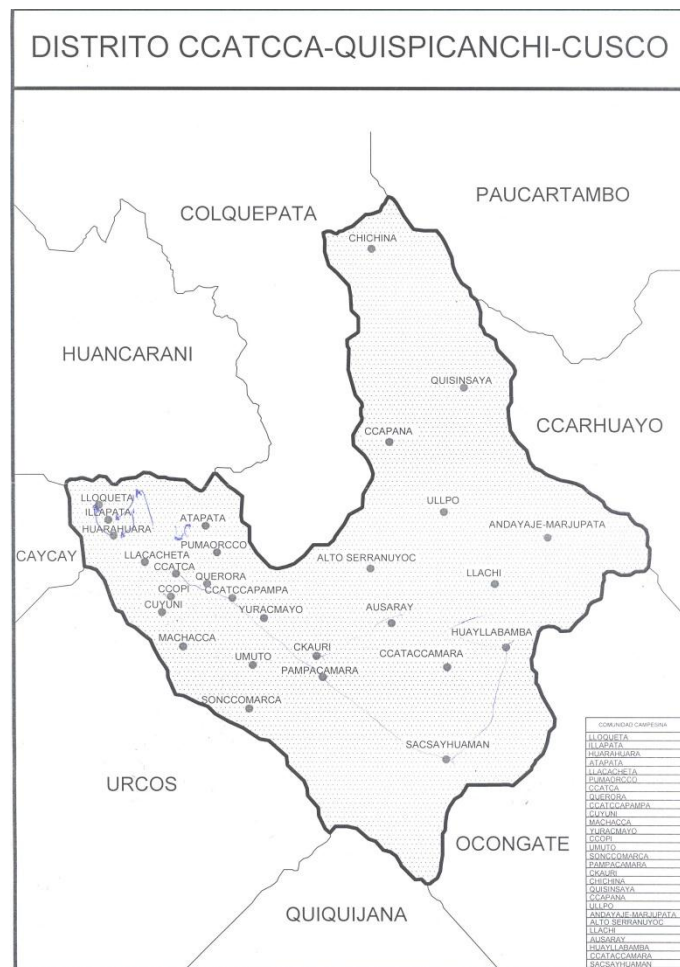 DISTRITO CCATCCA-QUISPICANCHI-CUSCO
PAUCARTAMBO
COLQUEPATA
CHICHINA
HUANCARANI
QUISINSAYA
CCARHUAYO
CCAPANA
LLOQUETA
ULLPO
ILLAPATA
ATAPATA
HUARAHUARA
ANDAYAJE-MARJUPATA
CAYCAY
PUMAORCCO
LLACACHETA
ALTO SERRANUYOC
CCATCA
QUERORA
LLACHI
CCOPI
CCATCCAPAMPA
CUYUNI
YURACMAYO
AUSARAY
HUAYLLABAMBA
MACHACCA
CKAURI
CCATACCAMARA
UMUTO
PAMPACAMARA
SONCCOMARCA
SACSAYHUAMAN
URCOS
OCONGATE
QUIQUIJANA
COMUNIDAD CAMPESINA
LLOQUETA
ILLAPATA
HUARAHUARA
ATAPATA
LLACACHETA
PUMAORCCO
CCATCA
QUERORA
CCATCCAPAMPA
CUYUNI
MACHACCA
YURACMAYO
CCOPI
UMUTO
SONCCOMARCA
PAMPACAMARA
CKAURI
CHICHINA
QUISINSAYA
CCAPANA
ULLPO
ANDAYAJE-MARJUPATA
ALTO SERRANUYOC
LLACHI
AUSARAY
HUAYLLABAMBA
CCATACCAMARA
SACSAYHUAMAN